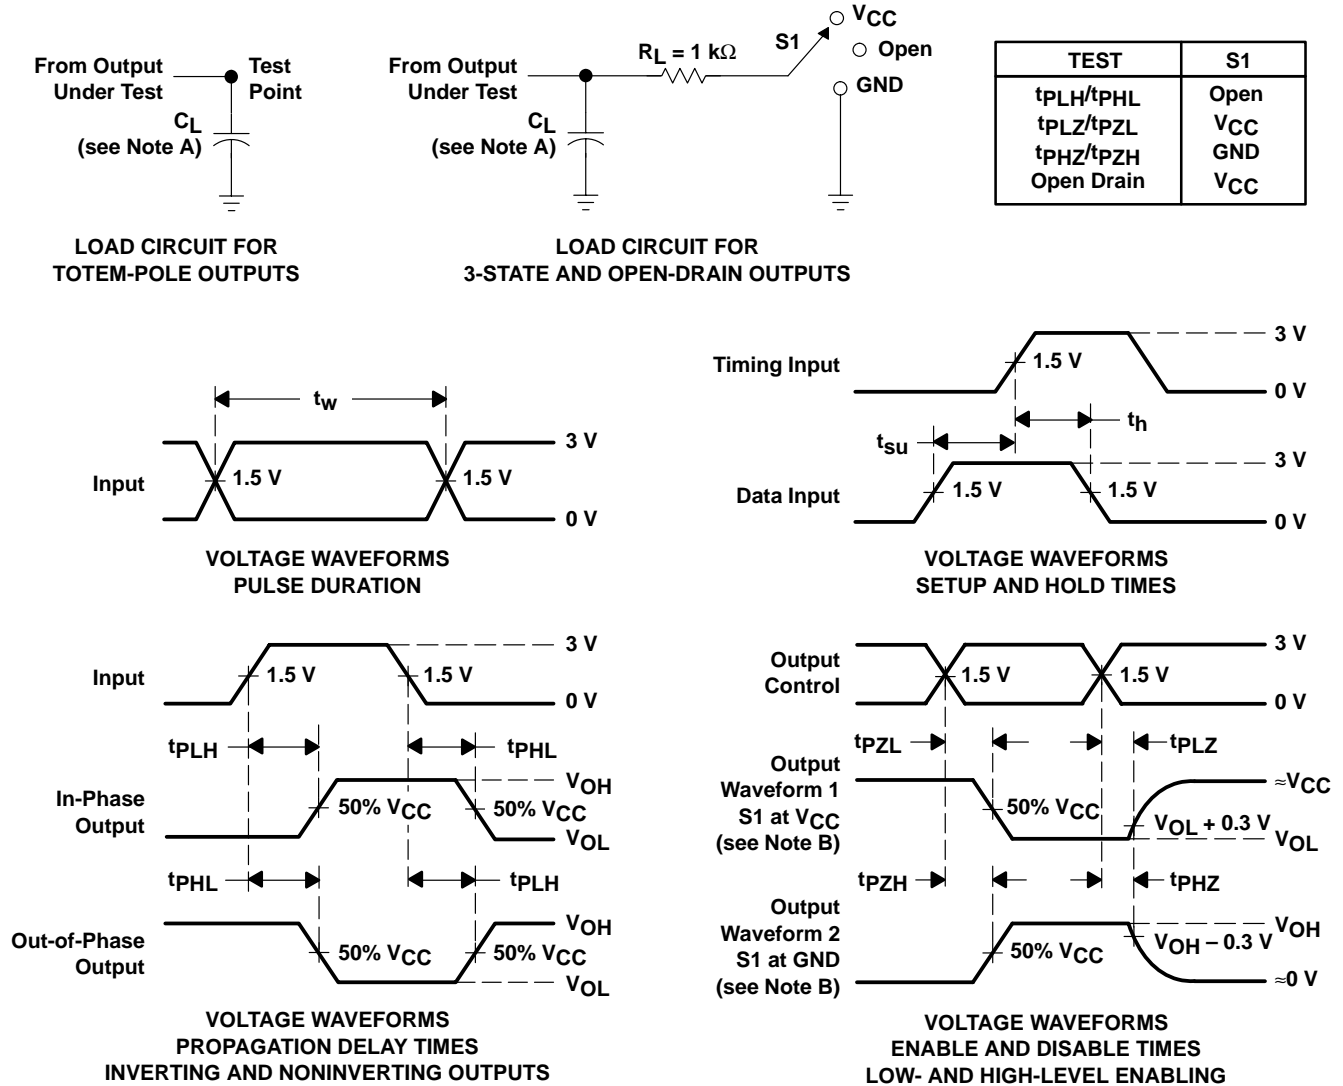 From Output
Under Test
Test
Point
CL
(see Note A)
LOAD CIRCUIT FOR
TOTEM-POLE OUTPUTS
From Output
Under Test
RL = 1 kΩ
S1
VCC
Open
GND
CL
(see Note A)
LOAD CIRCUIT FOR
3-STATE AND OPEN-DRAIN OUTPUTS
TEST S1
tPLH/tPHL Open
tPLZ/tPZL VCC
tPHZ/tPZH GND
Open Drain VCC
tw
Input
1.5 V
1.5 V
3 V
0 V
VOLTAGE WAVEFORMS
PULSE DURATION
Timing Input
1.5 V
3 V
0 V
tsu
th
Data Input
1.5 V
1.5 V
3 V
0 V
VOLTAGE WAVEFORMS
SETUP AND HOLD TIMES
Input
1.5 V
1.5 V
3 V
0 V
tPLH
tPHL
In-Phase
Output
50% VCC
50% VCC
VOH
VOL
tPHL
tPLH
Out-of-Phase
Output
50% VCC
50% VCC
VOH
VOL
VOLTAGE WAVEFORMS
PROPAGATION DELAY TIMES
INVERTING AND NONINVERTING OUTPUTS
Output
Control
1.5 V
1.5 V
3 V
0 V
tPZL
tPLZ
Output
Waveform 1
S1 at VCC
(see Note B)
50% VCC
VOL + 0.3 V
≈VCC
VOL
tPZH
tPHZ
Output
Waveform 2
S1 at GND
(see Note B)
50% VCC
VOH − 0.3 V
VOH
≈0 V
VOLTAGE WAVEFORMS
ENABLE AND DISABLE TIMES
LOW- AND HIGH-LEVEL ENABLING